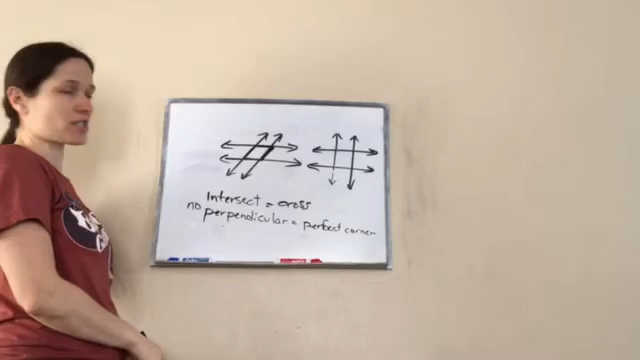 Intersect = cross
no perpendicular = perfect corner